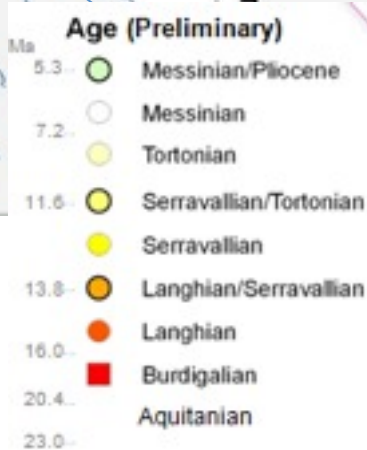 Age (Preliminary)
Ma
5.3 Messinian/Pliocene
Messinian
7.2
Tortonian
11.6 Serravallian/Tortonian
Serravallian
13.8 Langhian/Serravallian
Langhian
16.0
Burdigalian
20.4
Aquitanian
23.0